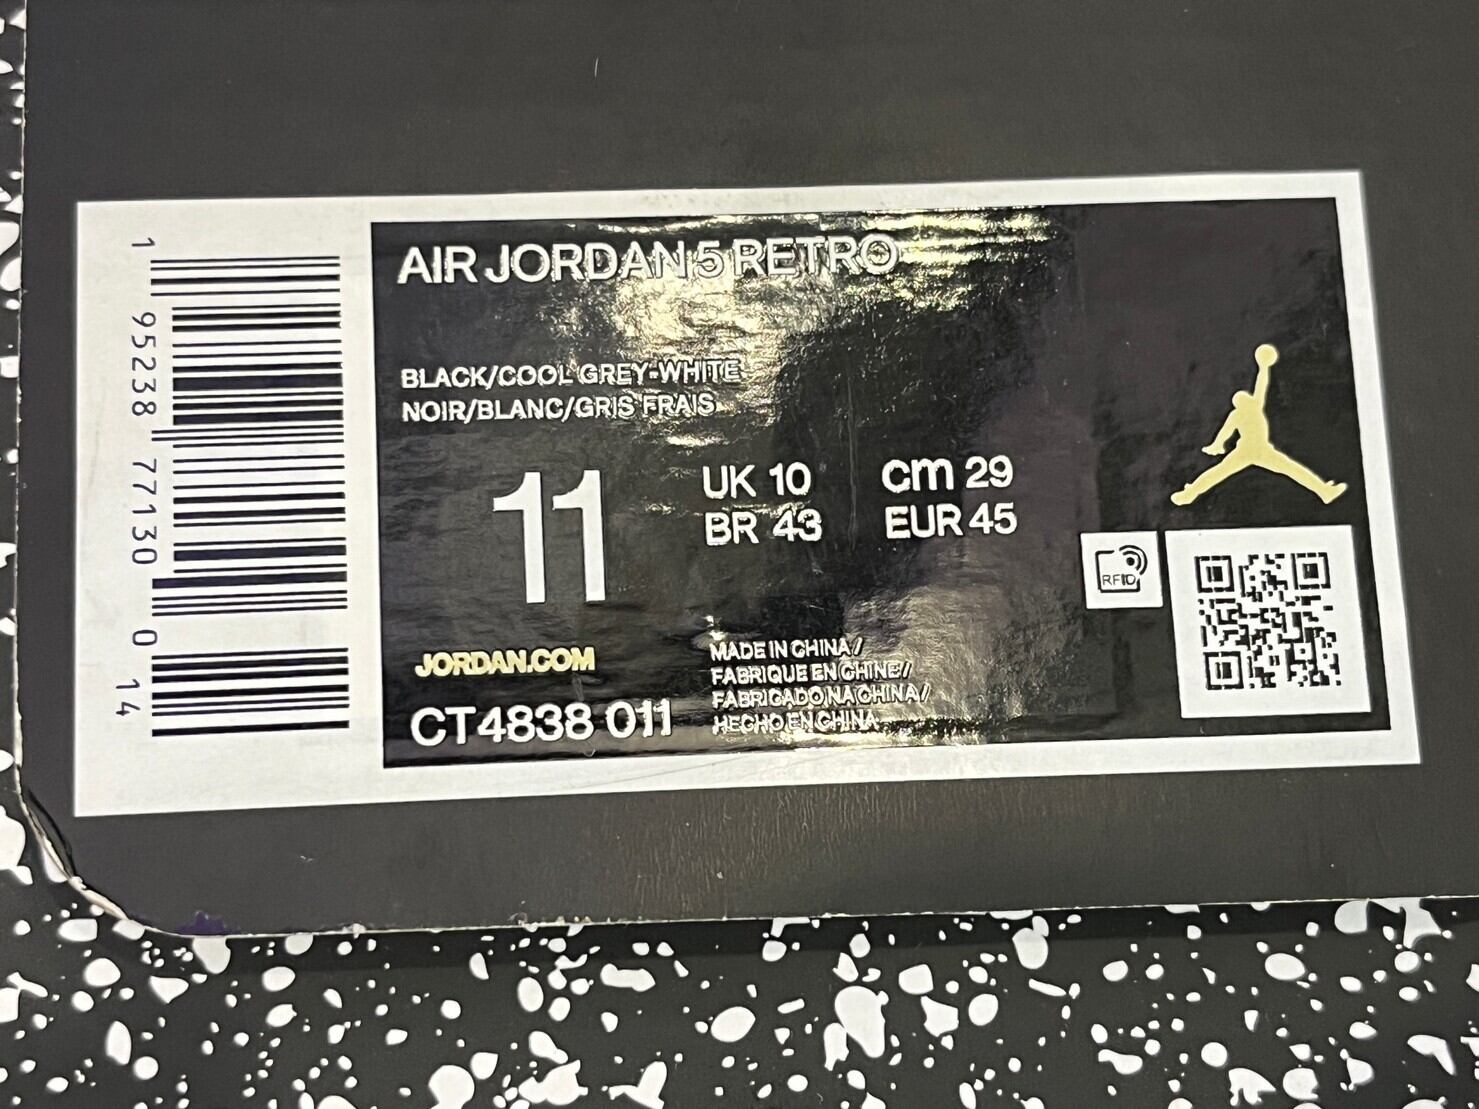 1 95238 77130 0 14
AIR JORDAN 5 RETRO
BLACK/COOL GREY-WHITE
NOIR/BLANC/GRIS FRAIS
11
UK 10 cm 29
BR 43 EUR 45
RFID
JORDAN.COM
CT4838 011
MADE IN CHINA /
FABRIQUE EN CHINE /
FABRICADO NA CHINA /
HECHO EN CHINA